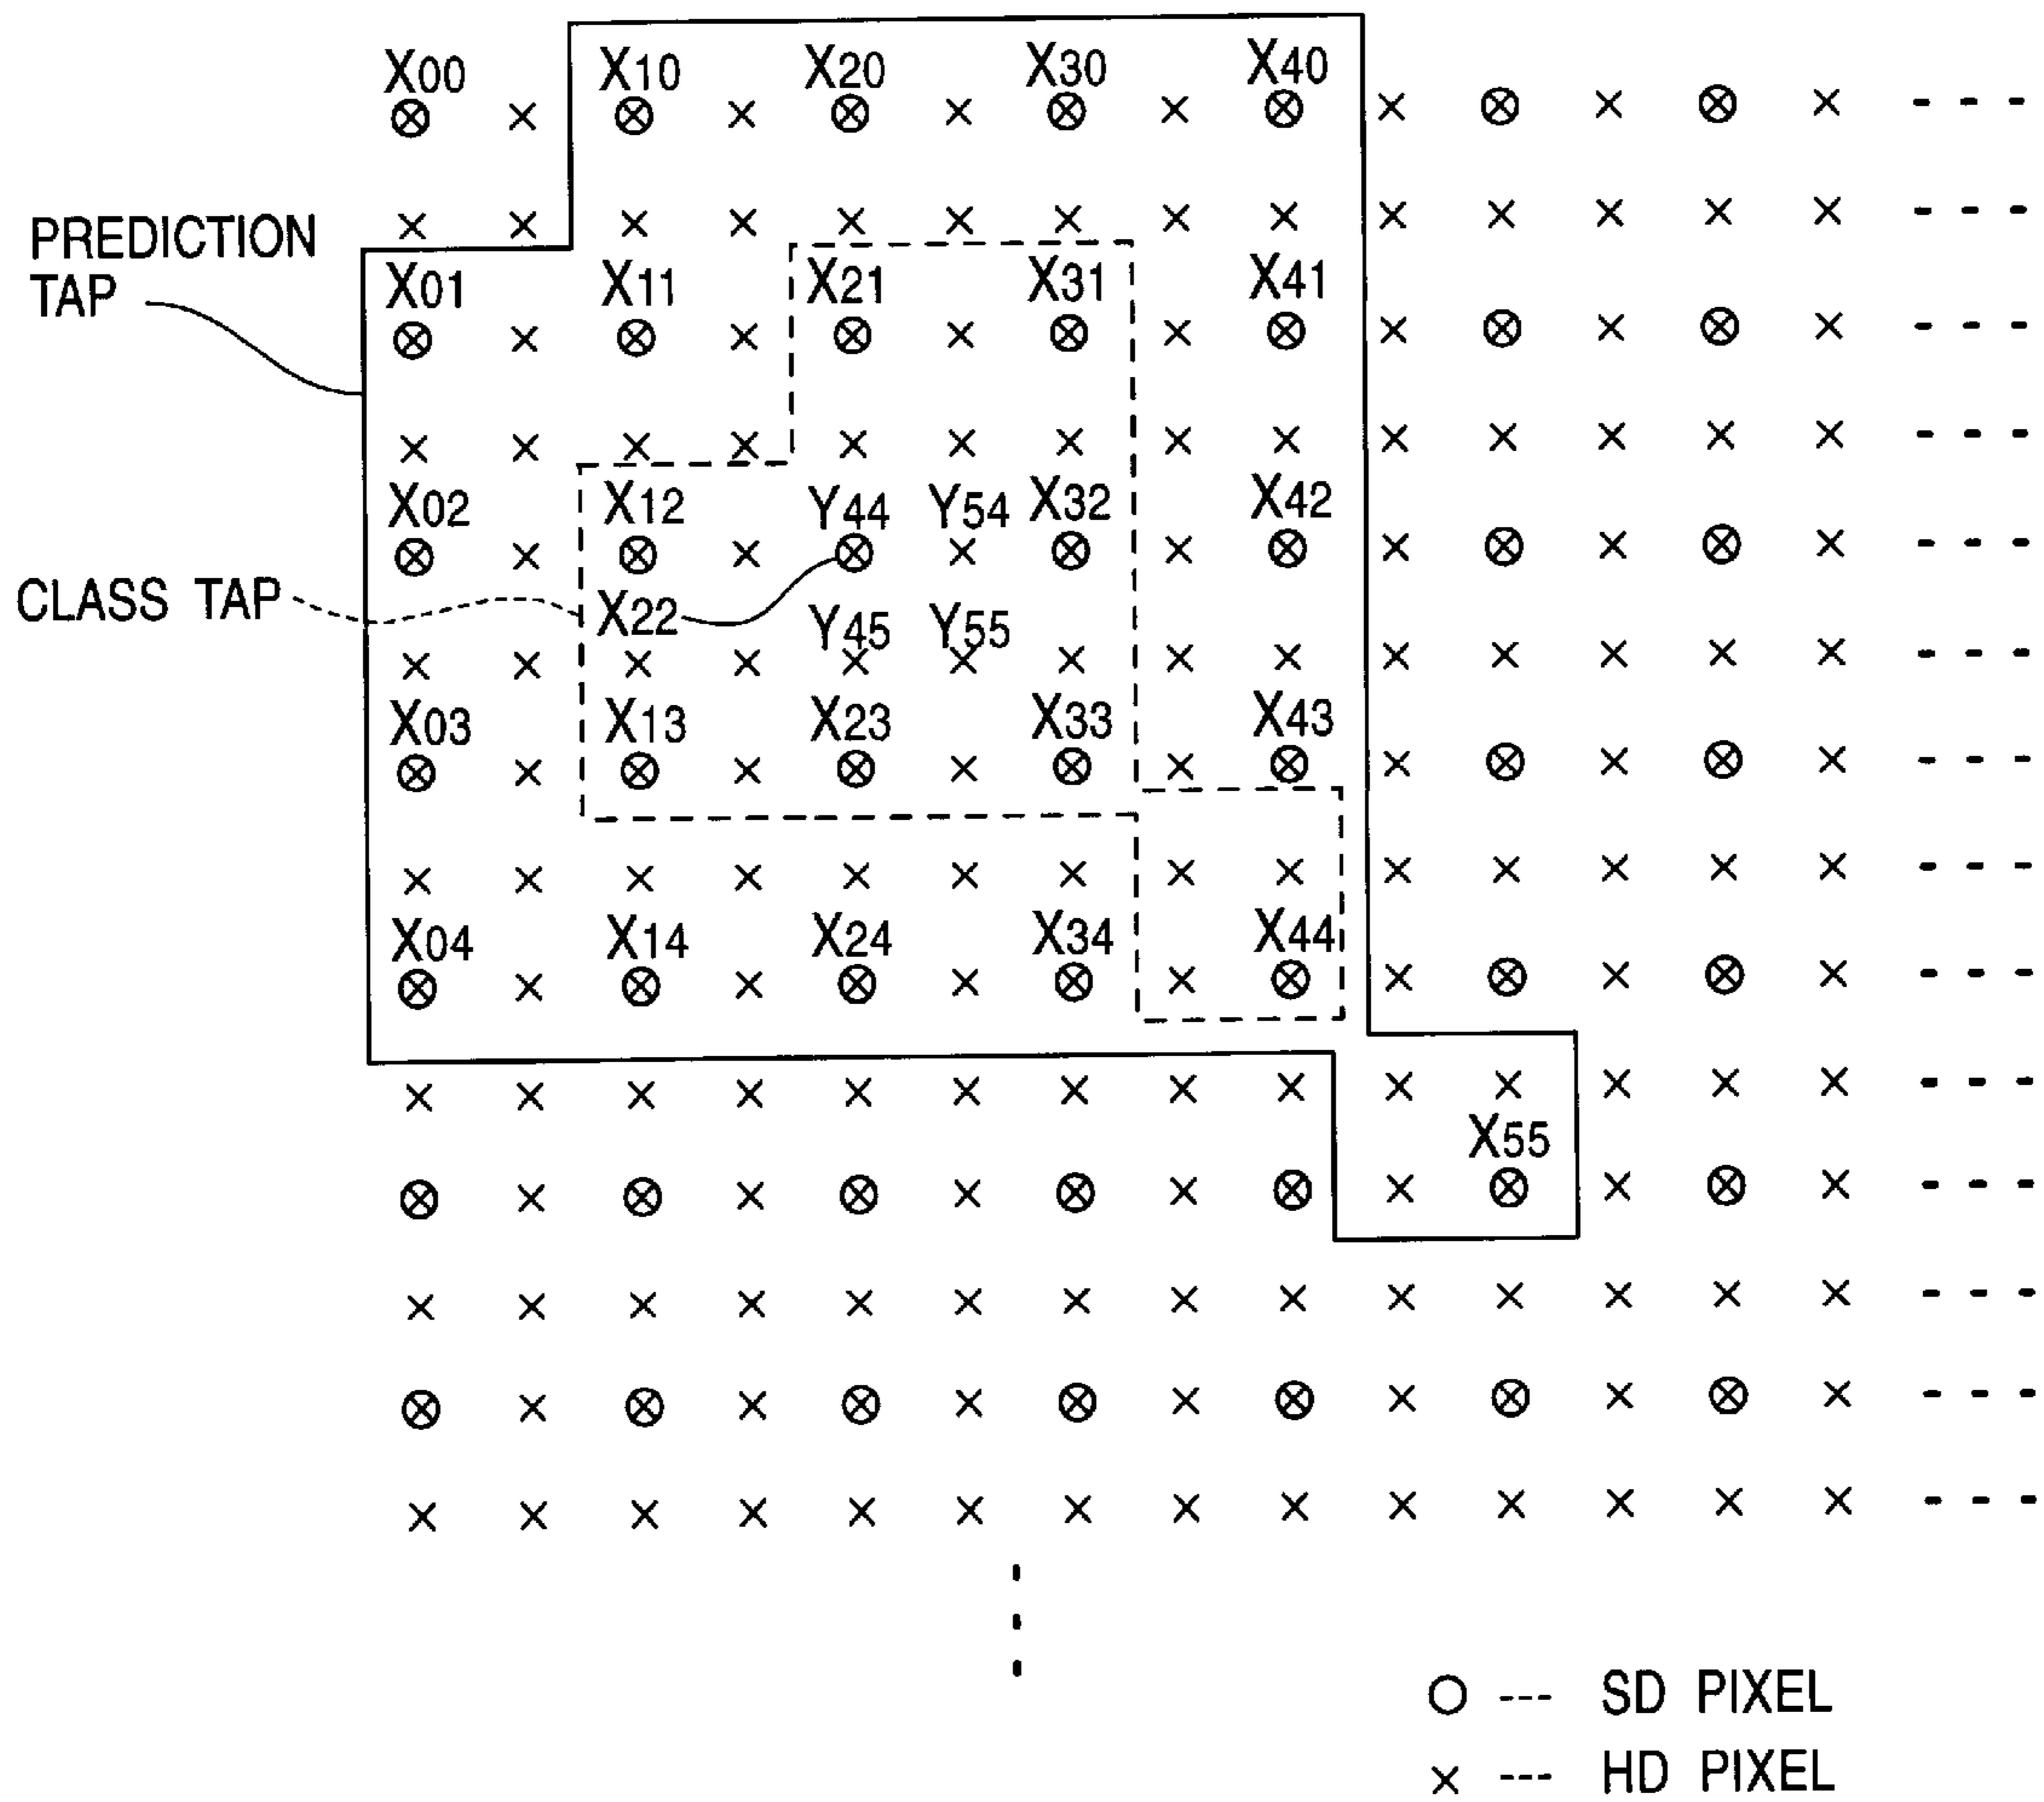 X00 X10 X20 X30 X40
PREDICTION
TAP
X01 X11 X21 X31 X41
X02 X12 Y44 Y54 X32 X42
CLASS TAP X22 Y45 Y55
X03 X13 X23 X33 X43
X04 X14 X24 X34 X44
X55
SD PIXEL
HD PIXEL